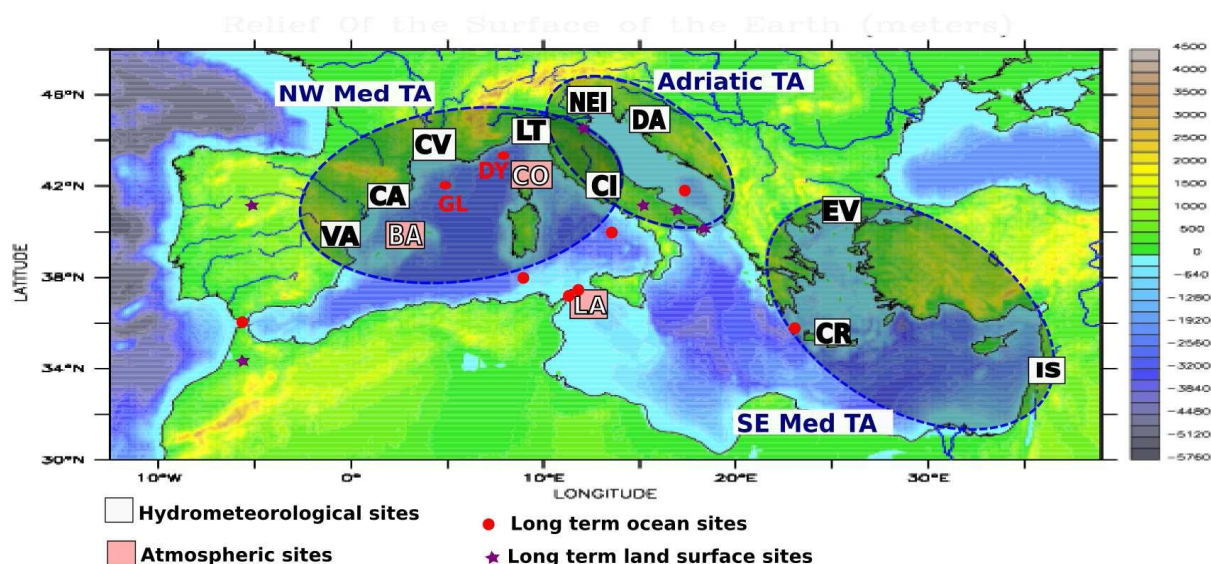 Relief Of the Surface of the Earth (meters)
NW Med TA
Adriatic TA
SE Med TA
NEI
DA
CV
LT
DY
CO
CI
CA
GL
VA
BA
EV
LA
CR
IS
46°N
42°N
38°N
34°N
30°N
LATITUDE
10°W
0°
10°E
20°E
30°E
LONGITUDE
4500
4000
3500
3000
2500
2000
1500
1000
500
-0
-640
-1280
-1920
-2560
-3200
-3840
-4480
-5120
-5760
Hydrometeorological sites
Long term ocean sites
Atmospheric sites
Long term land surface sites